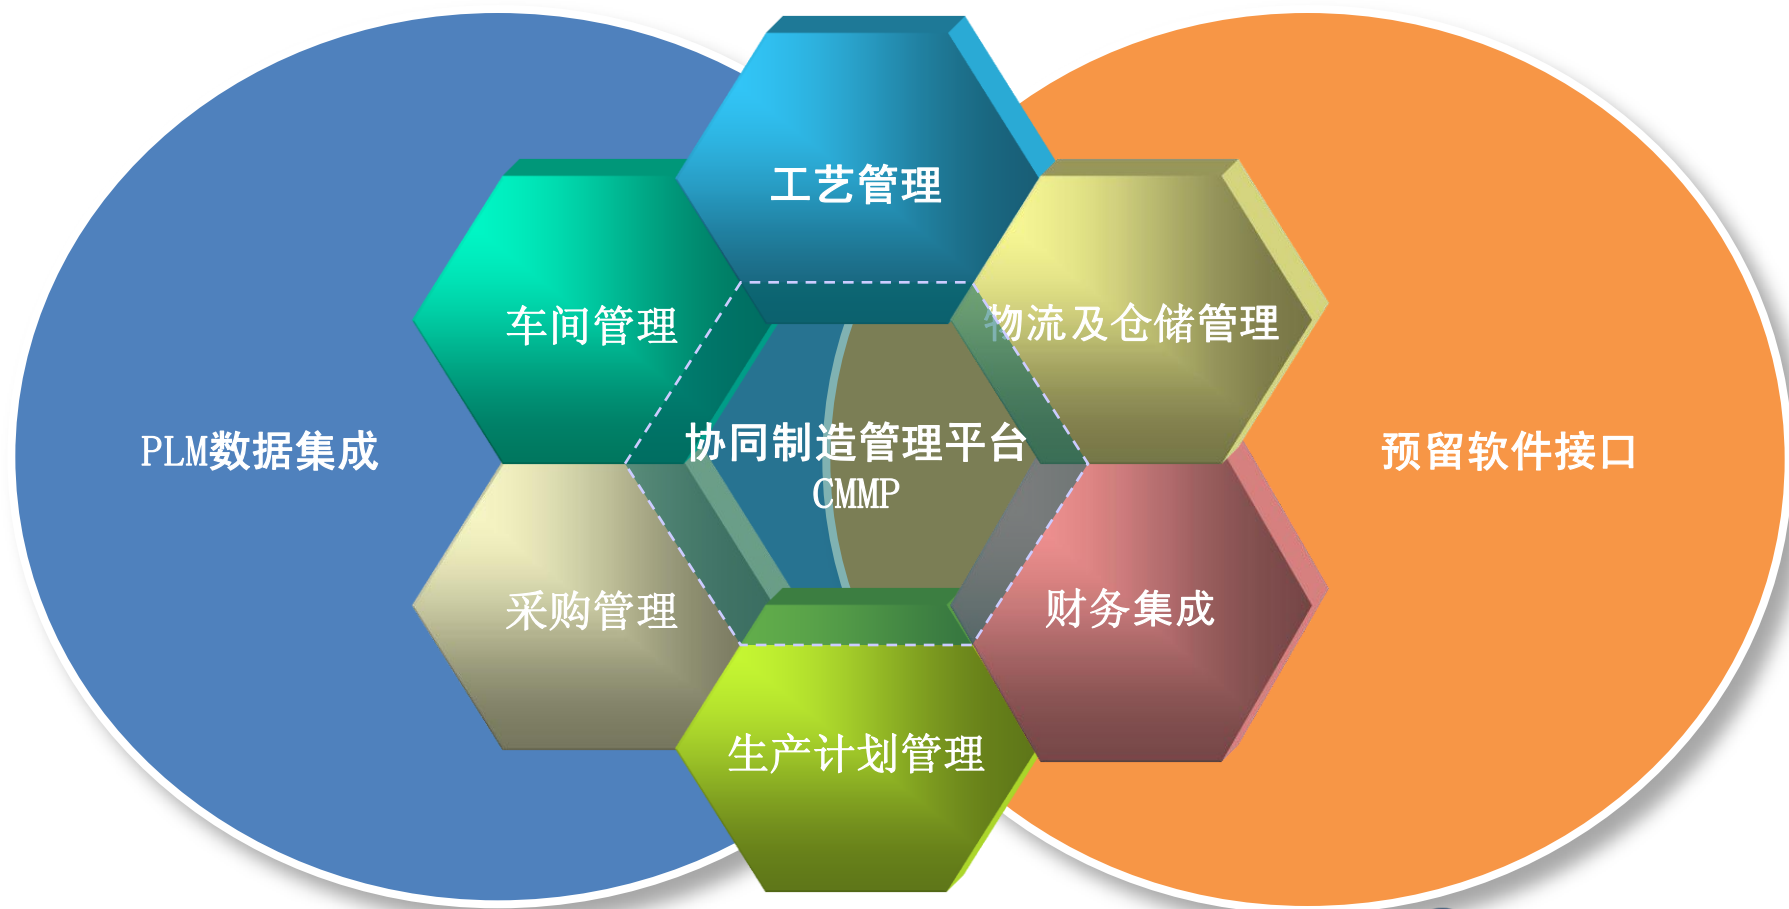 工艺管理
车间管理
物流及仓储管理
PLM数据集成
协同制造管理平台
CMMP
预留软件接口
采购管理
财务集成
生产计划管理